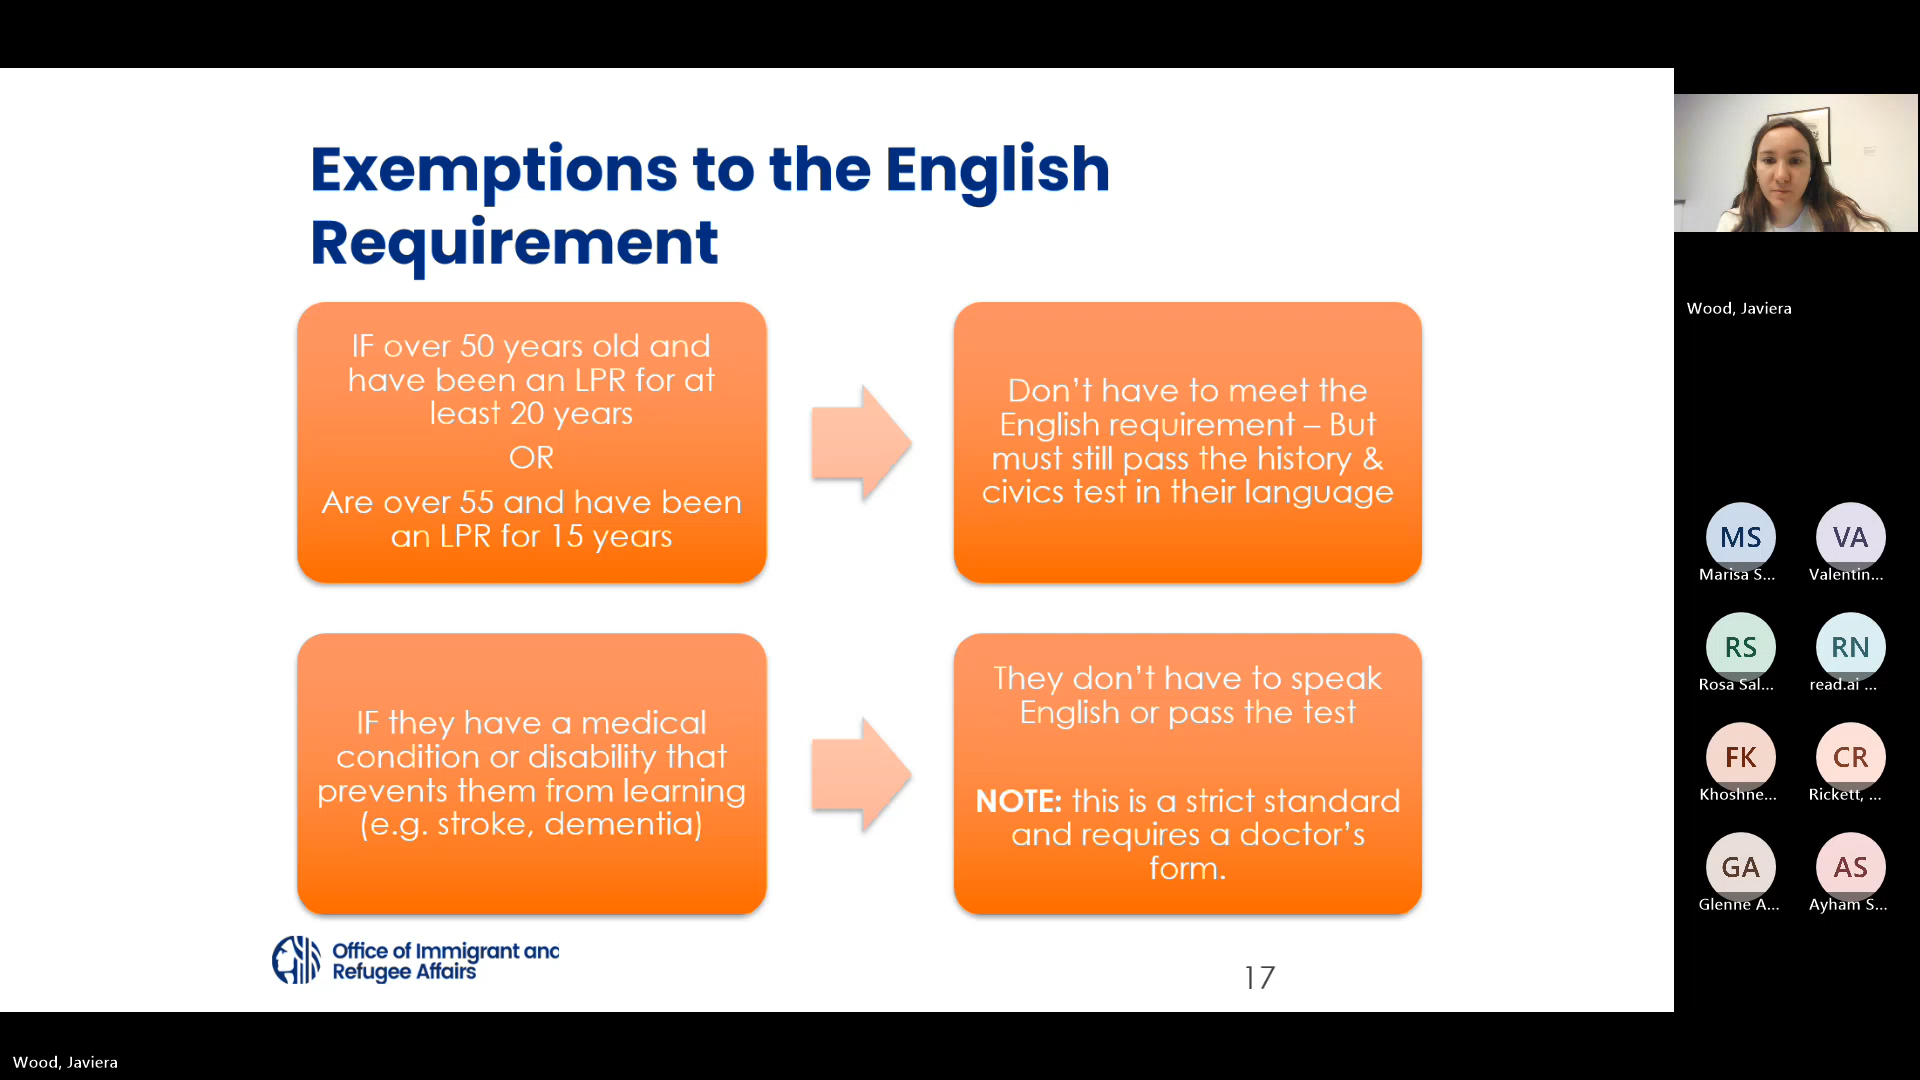 Exemptions to the English
Requirement
IF over 50 years old and
have been an LPR for at
least 20 years
OR
Are over 55 and have been
an LPR for 15 years
Don’t have to meet the
English requirement – But
must still pass the history &
civics test in their language
IF they have a medical
condition or disability that
prevents them from learning
(e.g. stroke, dementia)
They don’t have to speak
English or pass the test
NOTE: this is a strict standard
and requires a doctor’s
form.
Office of Immigrant and
Refugee Affairs
17
Wood, Javiera
MS
VA
Marisa S...
Valentin...
RS
RN
Rosa Sal...
read.ai ...
FK
CR
Khoshne...
Rickett, ...
GA
AS
Glenne A...
Ayham S...
Wood, Javiera